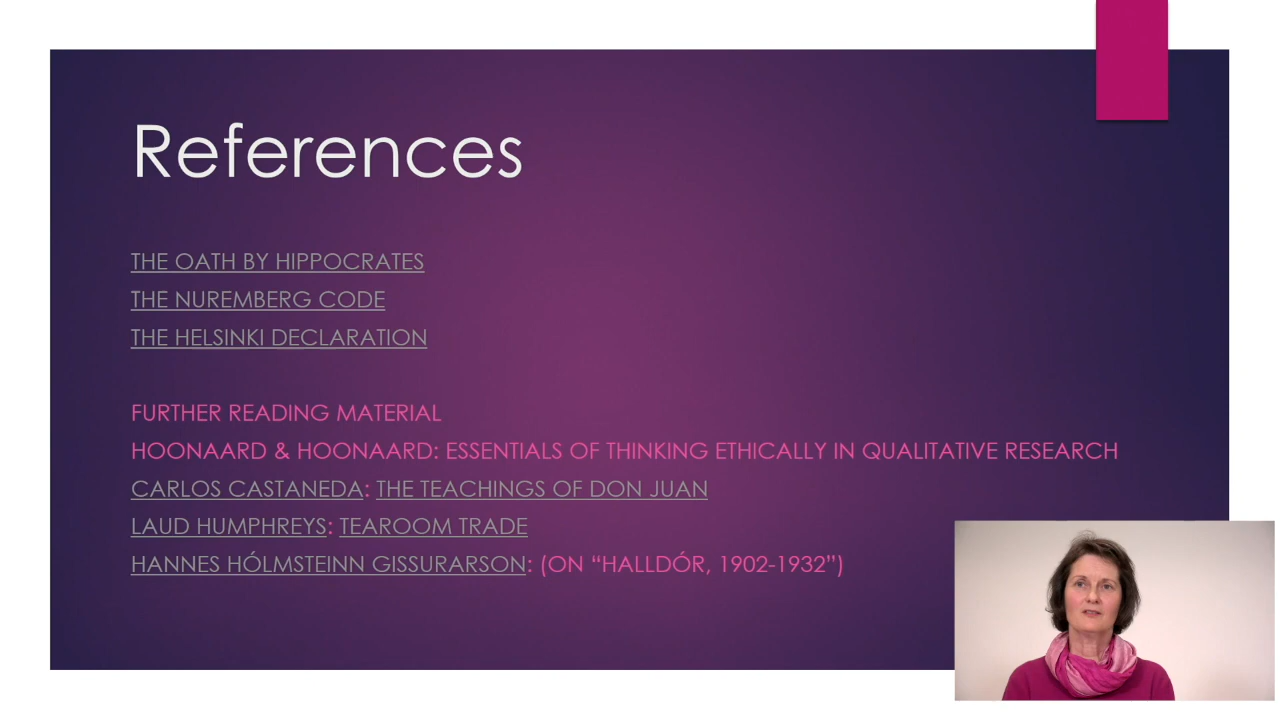 References
THE OATH BY HIPPOCRATES
THE NUREMBERG CODE
THE HELSINKI DECLARATION
FURTHER READING MATERIAL
HOONAARD & HOONAARD: ESSENTIALS OF THINKING ETHICALLY IN QUALITATIVE RESEARCH
CARLOS CASTANEDA: THE TEACHINGS OF DON JUAN
LAUD HUMPHREYS: TEAROOM TRADE
HANNES HÓLMSTEINN GISSURARSON: (ON “HALLDÓR, 1902-1932”)